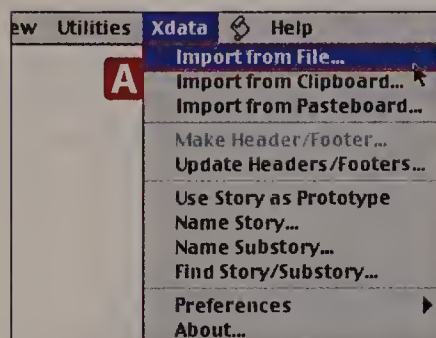 ew Utilities Xdata Help
A
Import from File...
Import from Clipboard...
Import from Pasteboard...
Make Header/Footer...
Update Headers/Footers...
Use Story as Prototype
Name Story...
Name Substory...
Find Story/Substory...
Preferences
About...